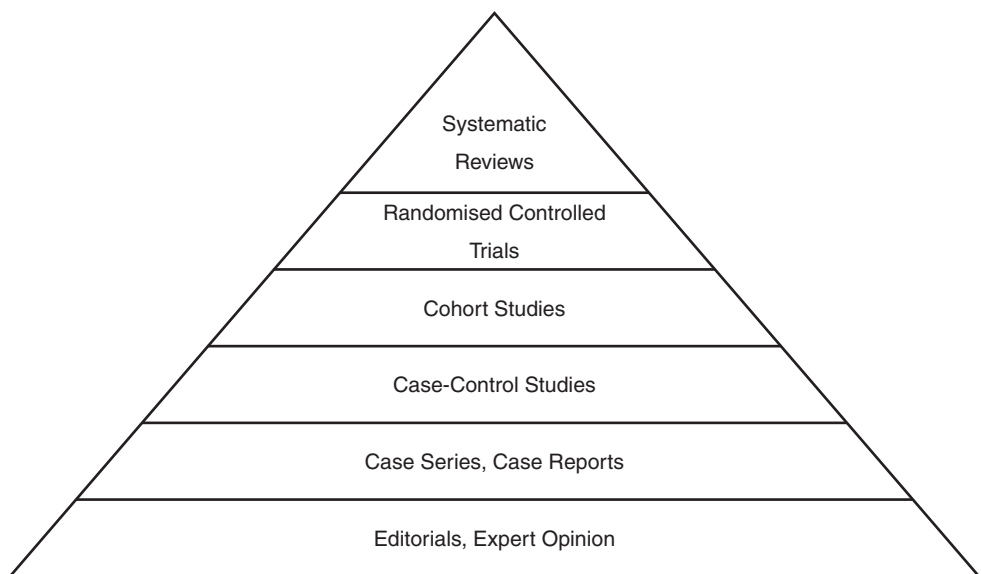 Systematic
Reviews
Randomised Controlled
Trials
Cohort Studies
Case-Control Studies
Case Series, Case Reports
Editorials, Expert Opinion